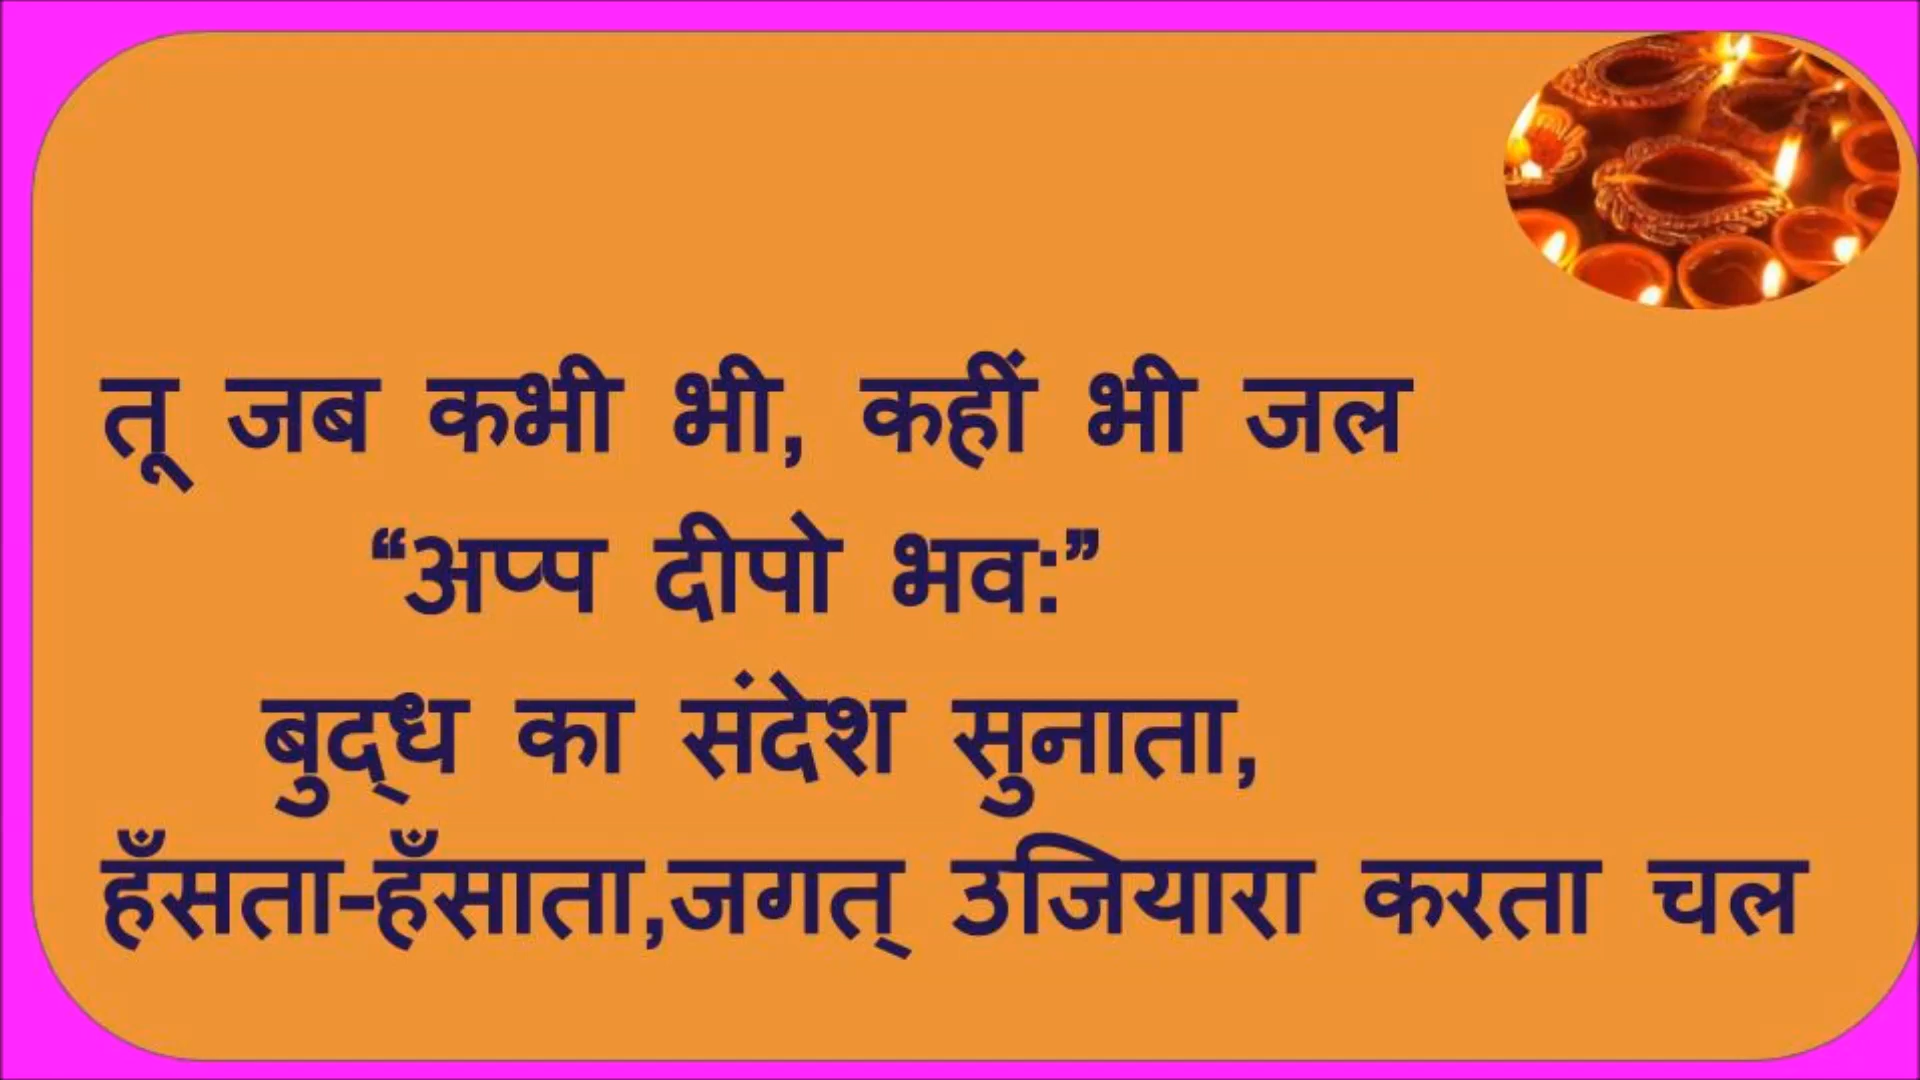 तू जब कभी भी, कहीं भी जल
“अप्प दीपो भव:”
बुद्‌ध का संदेश सुनाता,
हँसता-हँसाता,जगत् उजियारा करता चल